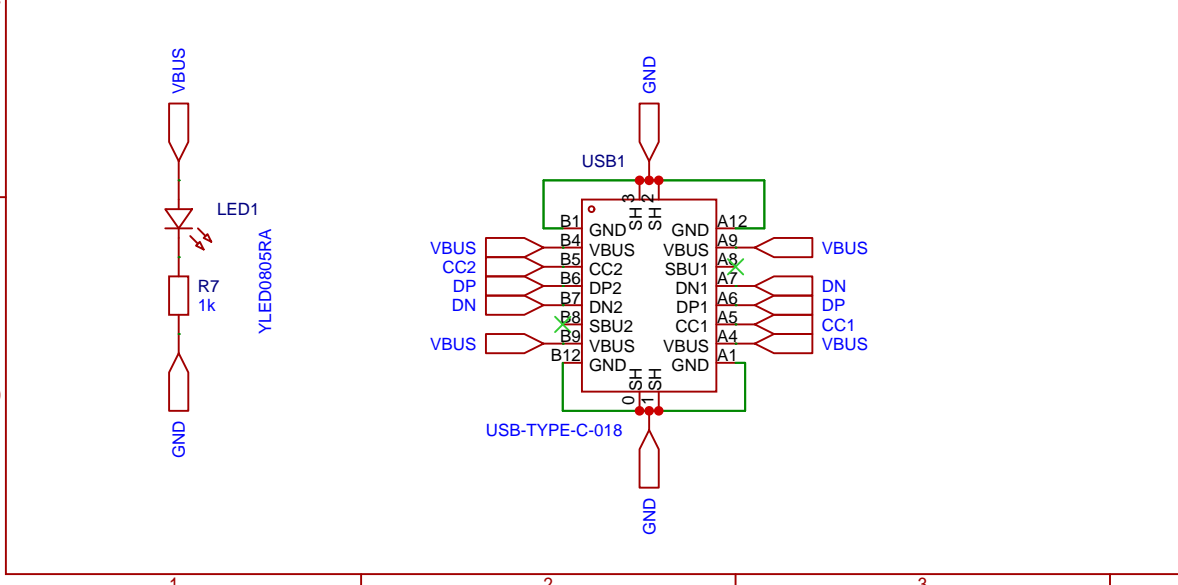 VBUS
LED1
R7
1k
YLED0805RA
GND
GND
USB1
3
2
SH
SH
B1
GND
GND
A12
VBUS
B4
VBUS
VBUS
A9
VBUS
CC2
B5
CC2
SBU1
A8
DP
B6
DP2
DN1
A7
DN
DN
B7
DN2
DP1
A6
DP
B8
SBU2
CC1
A5
CC1
VBUS
B9
VBUS
VBUS
A4
VBUS
B12
GND
GND
A1
SH
SH
0
1
USB-TYPE-C-018
GND
1
2
3